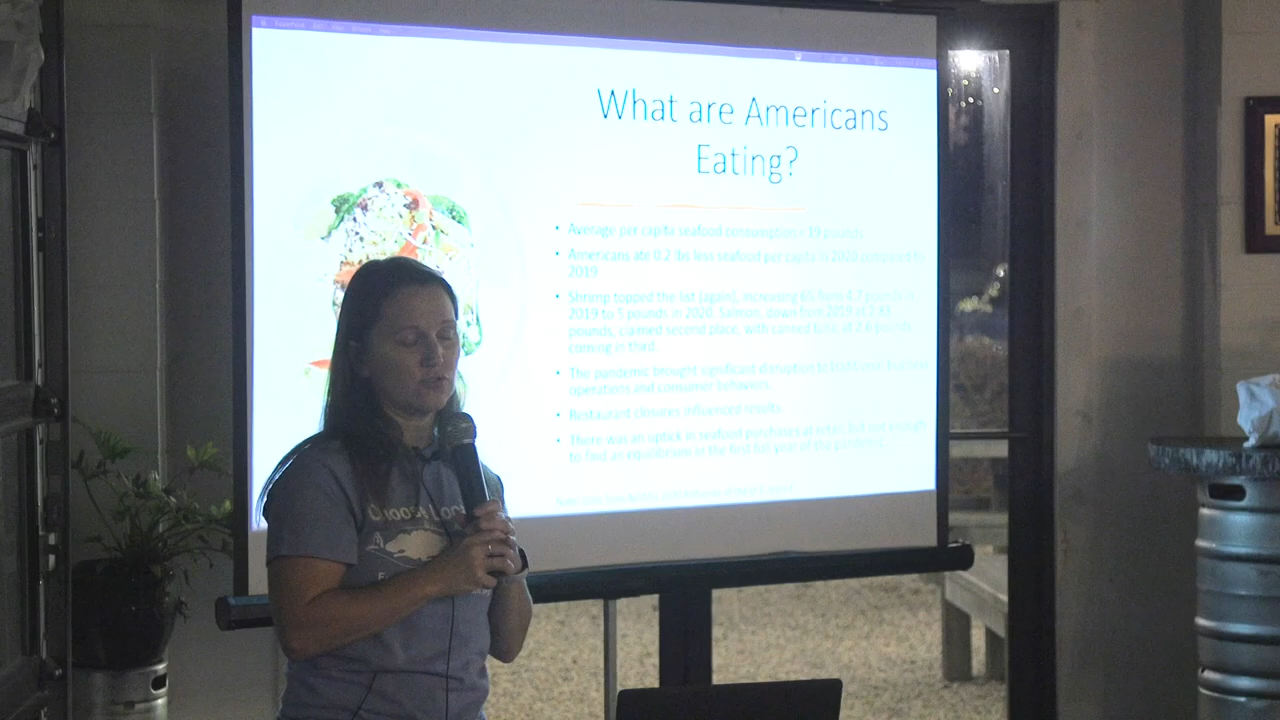 What are Americans
Eating?
• Average per capita seafood consumption = 19 pounds
• Americans ate 0.2 lbs less seafood per capita in 2020 compared to
2019
• Shrimp topped the list (again), increasing 6% from 4.7 pounds in
2019 to 5 pounds in 2020. Salmon, down from 2019 at 2.83
pounds, claimed second place, with canned tuna at 2.6 pounds
coming in third.
• The pandemic brought significant disruption to traditional business
operations and consumer behaviors.
• Restaurant closures influenced results.
• There was an uptick in seafood purchases at retail, but not enough
to find an equilibrium in the first full year of the pandemic.
Choose Loc